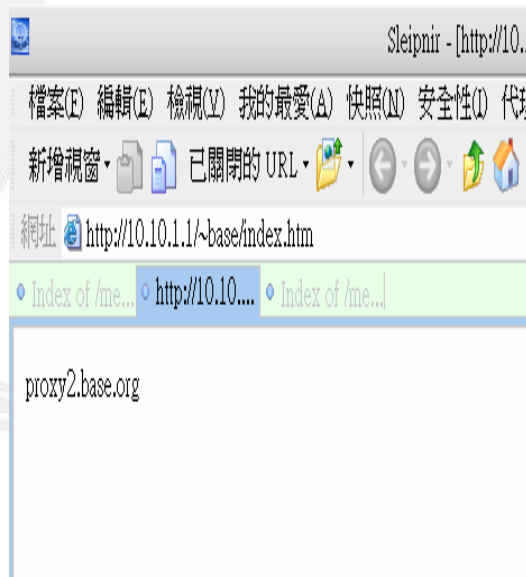 Sleipnir - [http://10.
檔案(F) 編輯(E) 檢視(V) 我的最愛(A) 快照(N) 安全性(I) 代理
新增視窗 已關閉的 URL
網址 http://10.10.1.1/~base/index.htm
Index of /me... http://10.10.... Index of /me...
proxy2.base.org